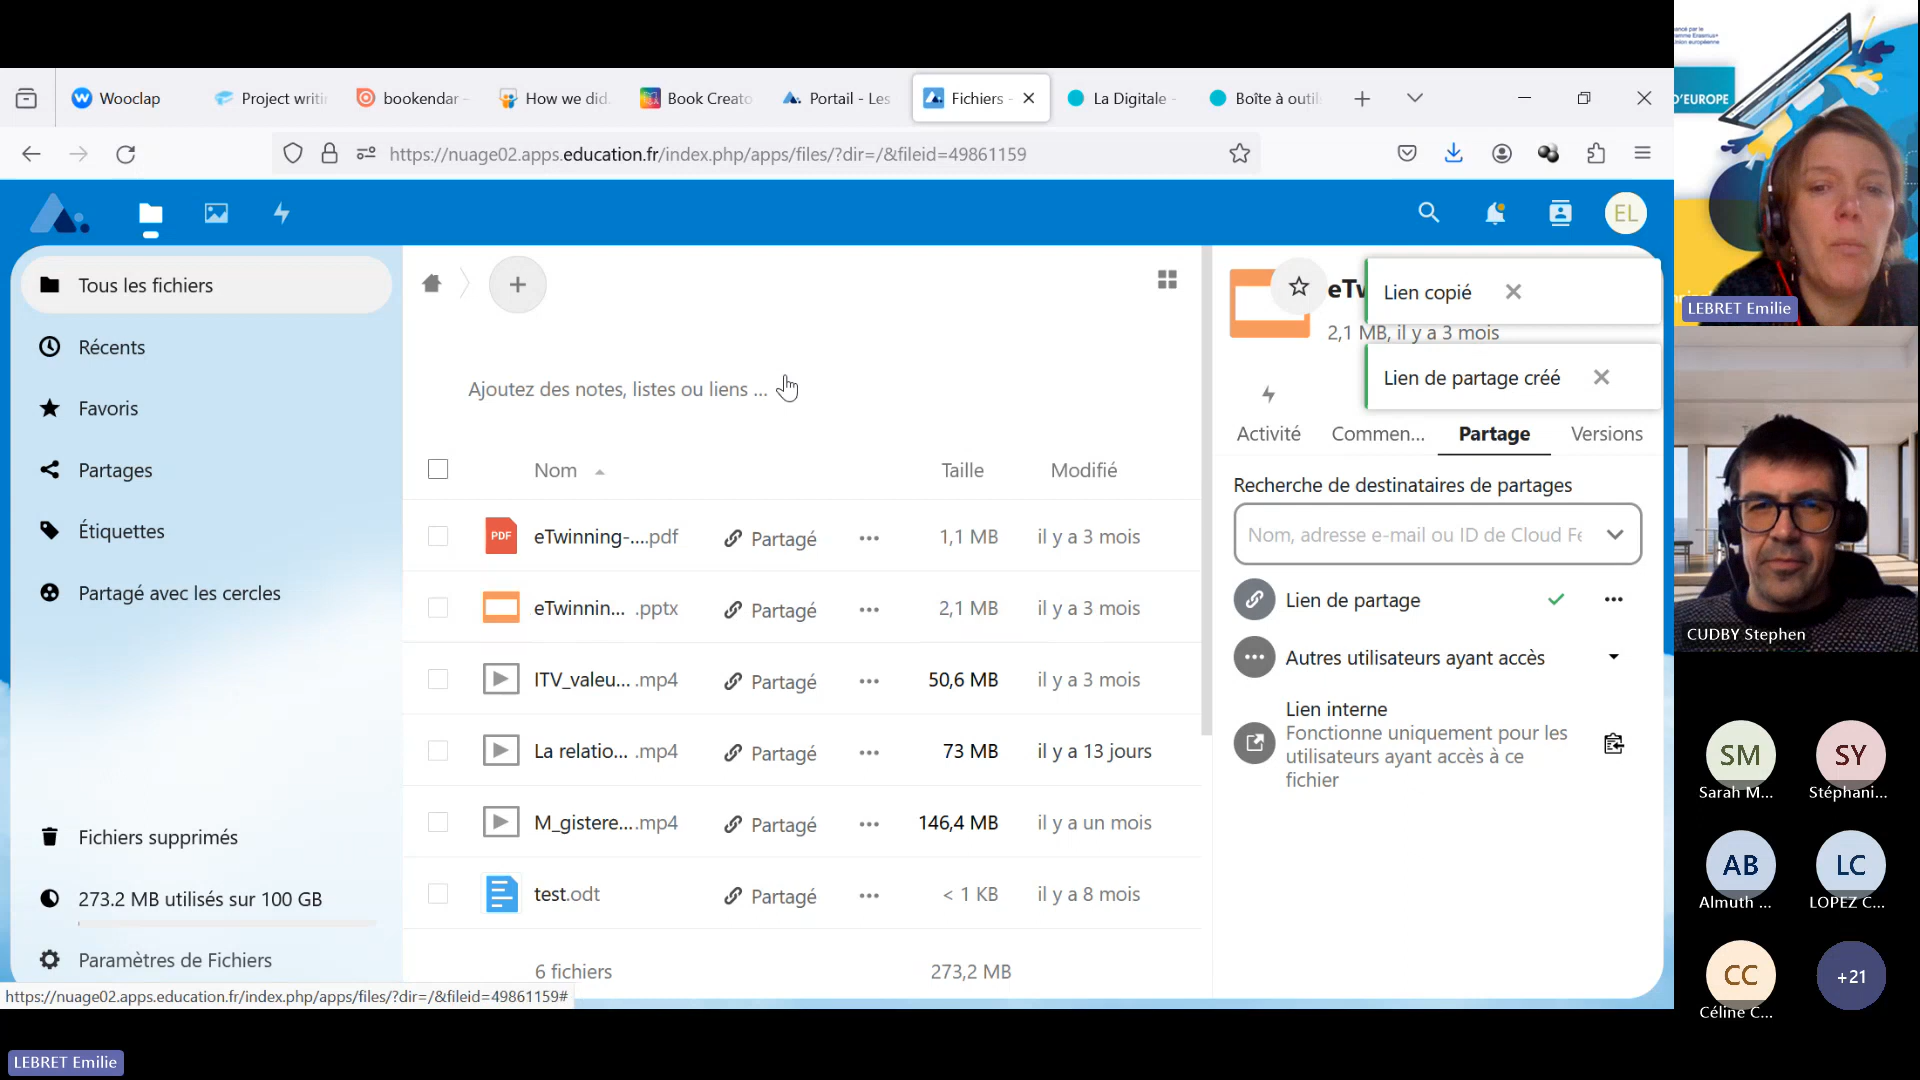 Wooclap
Project writi
bookendar -
How we did
Book Creato
Portail - Les
Fichiers -
La Digitale -
Boîte à outil
https://nuage02.apps.education.fr/index.php/apps/files/?dir=/&fileid=49861159
EL
Tous les fichiers
Récents
Favoris
Partages
Étiquettes
Partagé avec les cercles
Fichiers supprimés
273.2 MB utilisés sur 100 GB
Paramètres de Fichiers
https://nuage02.apps.education.fr/index.php/apps/files/?dir=/&fileid=49861159#
Ajoutez des notes, listes ou liens ...
Nom
Taille
Modifié
PDF
eTwinning-....pdf
Partagé
1,1 MB
il y a 3 mois
eTwinnin... .pptx
Partagé
2,1 MB
il y a 3 mois
ITV_valeu... .mp4
Partagé
50,6 MB
il y a 3 mois
La relatio... .mp4
Partagé
73 MB
il y a 13 jours
M_gistere....mp4
Partagé
146,4 MB
il y a un mois
test.odt
Partagé
< 1 KB
il y a 8 mois
6 fichiers
273,2 MB
eTw
Lien copié
2,1 MB, il y a 3 mois
Lien de partage créé
Activité
Commen...
Partage
Versions
Recherche de destinataires de partages
Nom, adresse e-mail ou ID de Cloud Fe
Lien de partage
Autres utilisateurs ayant accès
Lien interne
Fonctionne uniquement pour les
utilisateurs ayant accès à ce
fichier
D'EUROPE
LEBRET Emilie
CUDBY Stephen
SM
Sarah M...
SY
Stéphani...
AB
Almuth ...
LC
LOPEZ C...
CC
Céline C...
+21
LEBRET Emilie